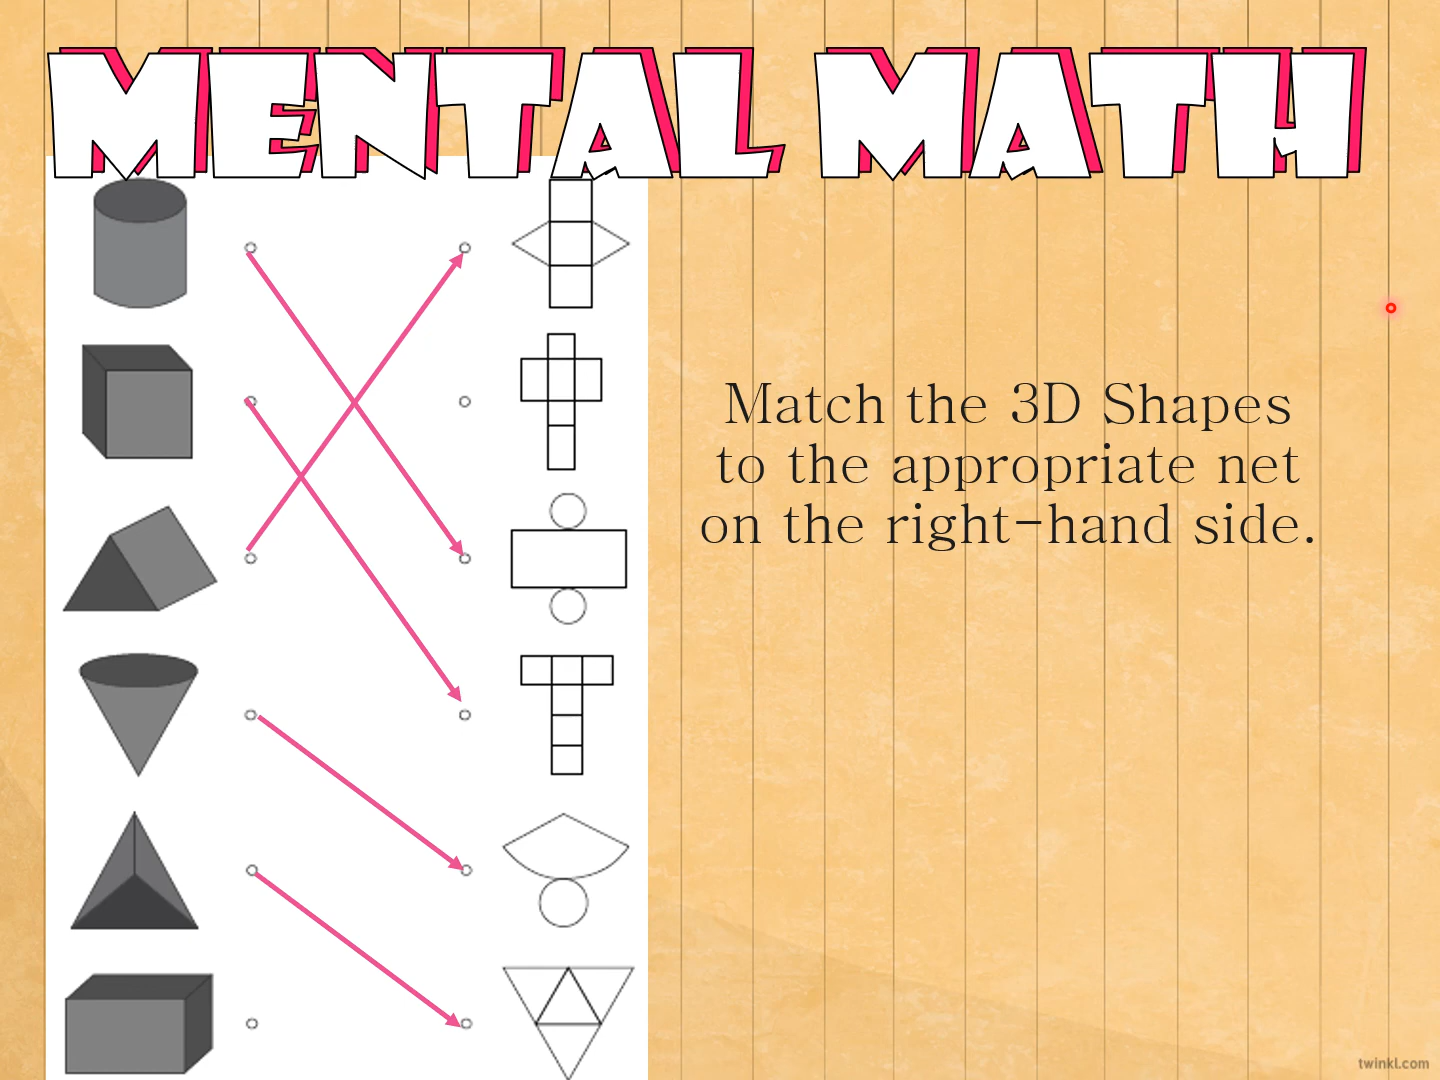 MENTAL MATH
Match the 3D Shapes
to the appropriate net
on the right-hand side.
twinkl.com